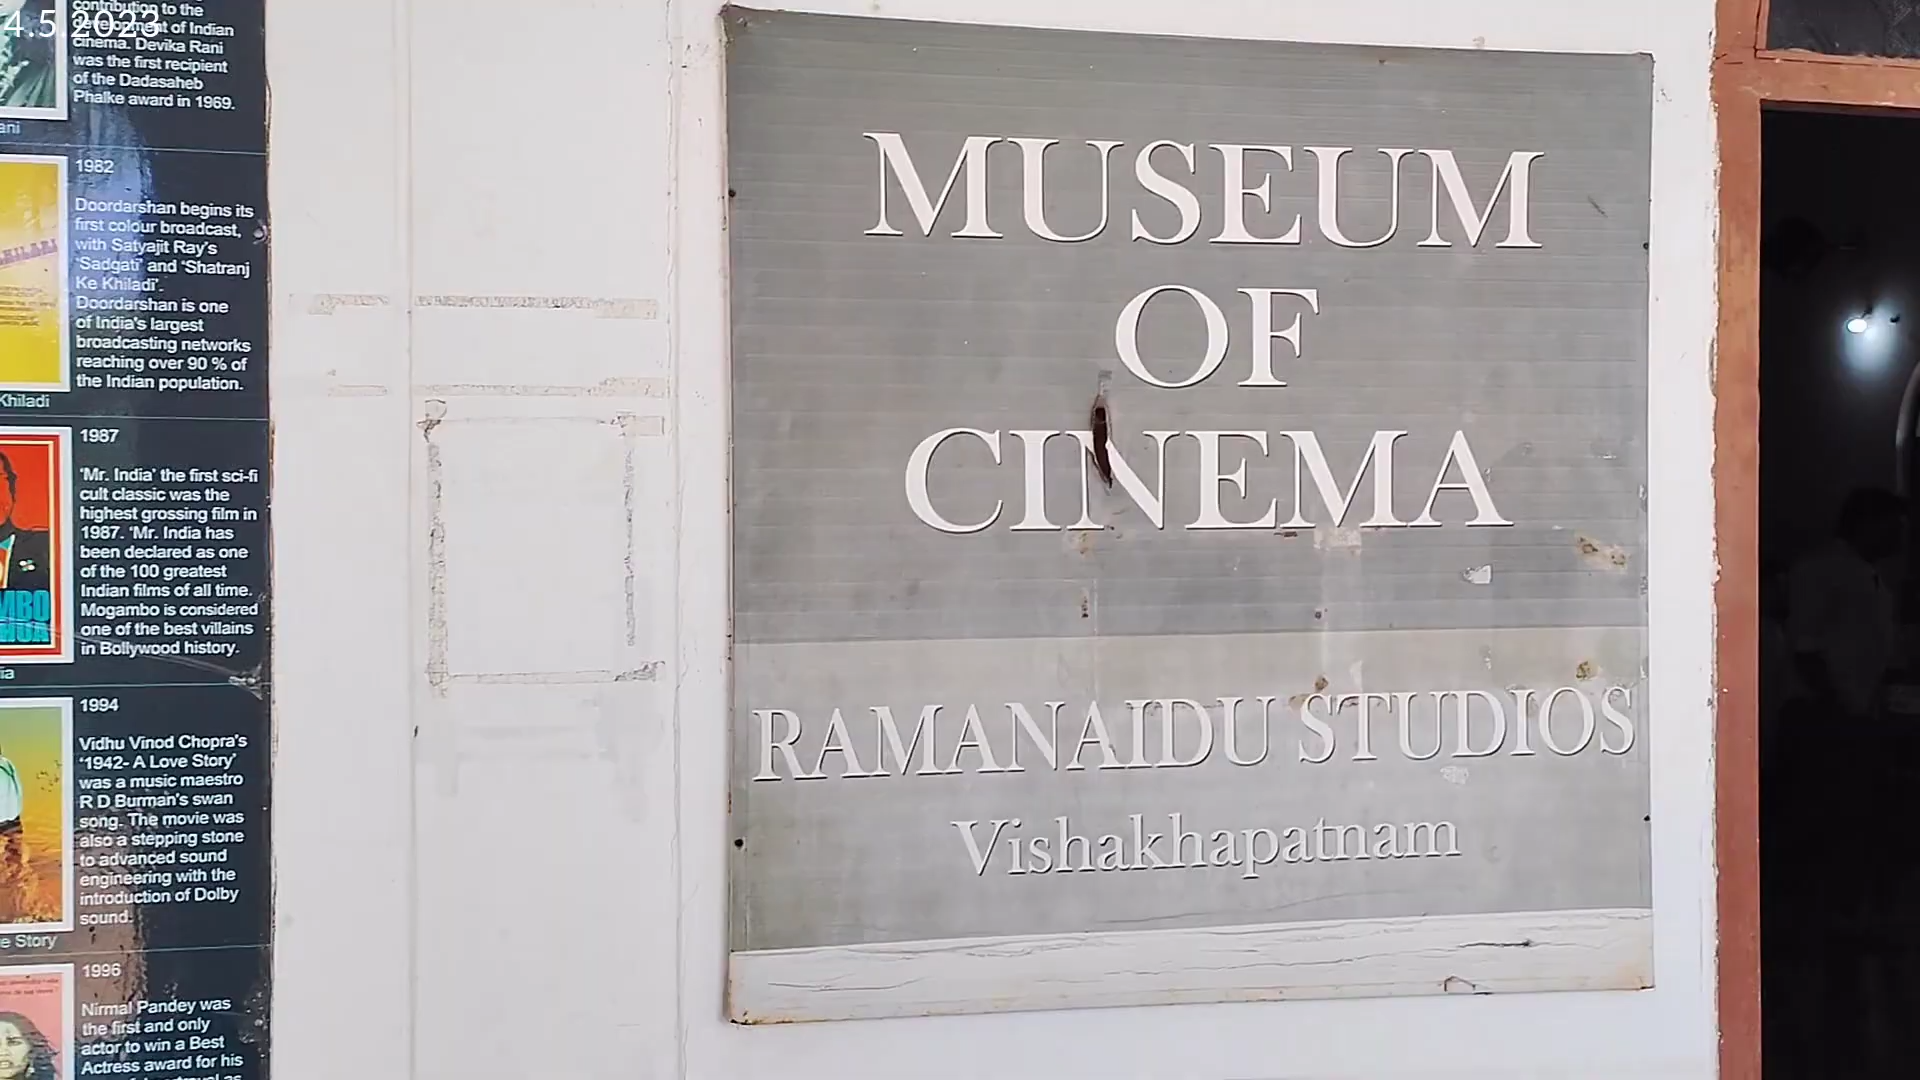 4.5.2023
contribution to the
development of Indian
cinema. Devika Rani
was the first recipient
of the Dadasaheb
Phalke award in 1969.
ani
1982
Doordarshan begins its
first colour broadcast,
with Satyajit Ray's
'Sadgati' and 'Shatranj
Ke Khiladi'.
Doordarshan is one
of India's largest
broadcasting networks
reaching over 90 % of
the Indian population.
Khiladi
1987
'Mr. India' the first sci-fi
cult classic was the
highest grossing film in
1987. 'Mr. India has
been declared as one
of the 100 greatest
Indian films of all time.
Mogambo is considered
one of the best villains
in Bollywood history.
ia
1994
Vidhu Vinod Chopra's
'1942- A Love Story'
was a music maestro
R D Burman's swan
song. The movie was
also a stepping stone
to advanced sound
engineering with the
introduction of Dolby
sound.
e Story
1996
Nirmal Pandey was
the first and only
actor to win a Best
Actress award for his
MUSEUM
OF
CINEMA
RAMANAIDU STUDIOS
Vishakhapatnam